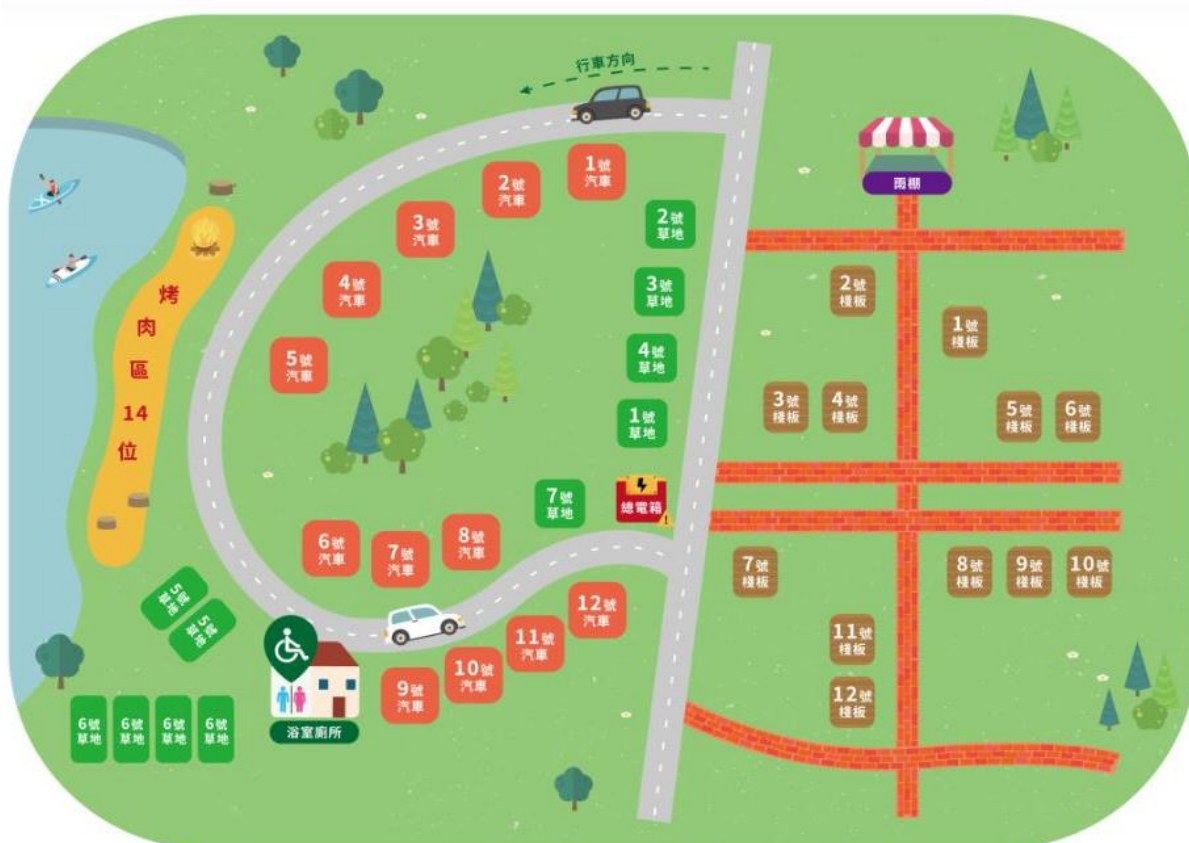 行車方向
1號
汽車
2號
汽車
3號
汽車
4號
汽車
5號
汽車
2號
草地
3號
草地
4號
草地
1號
草地
7號
草地
總電箱
雨棚
2號
棧板
1號
棧板
3號
棧板
4號
棧板
5號
棧板
6號
棧板
烤
肉
區
14
位
6號
汽車
7號
汽車
8號
汽車
12號
汽車
11號
汽車
10號
汽車
9號
汽車
7號
棧板
8號
棧板
9號
棧板
10號
棧板
11號
棧板
12號
棧板
5號
草地
5號
草地
6號
草地
6號
草地
6號
草地
6號
草地
浴室廁所